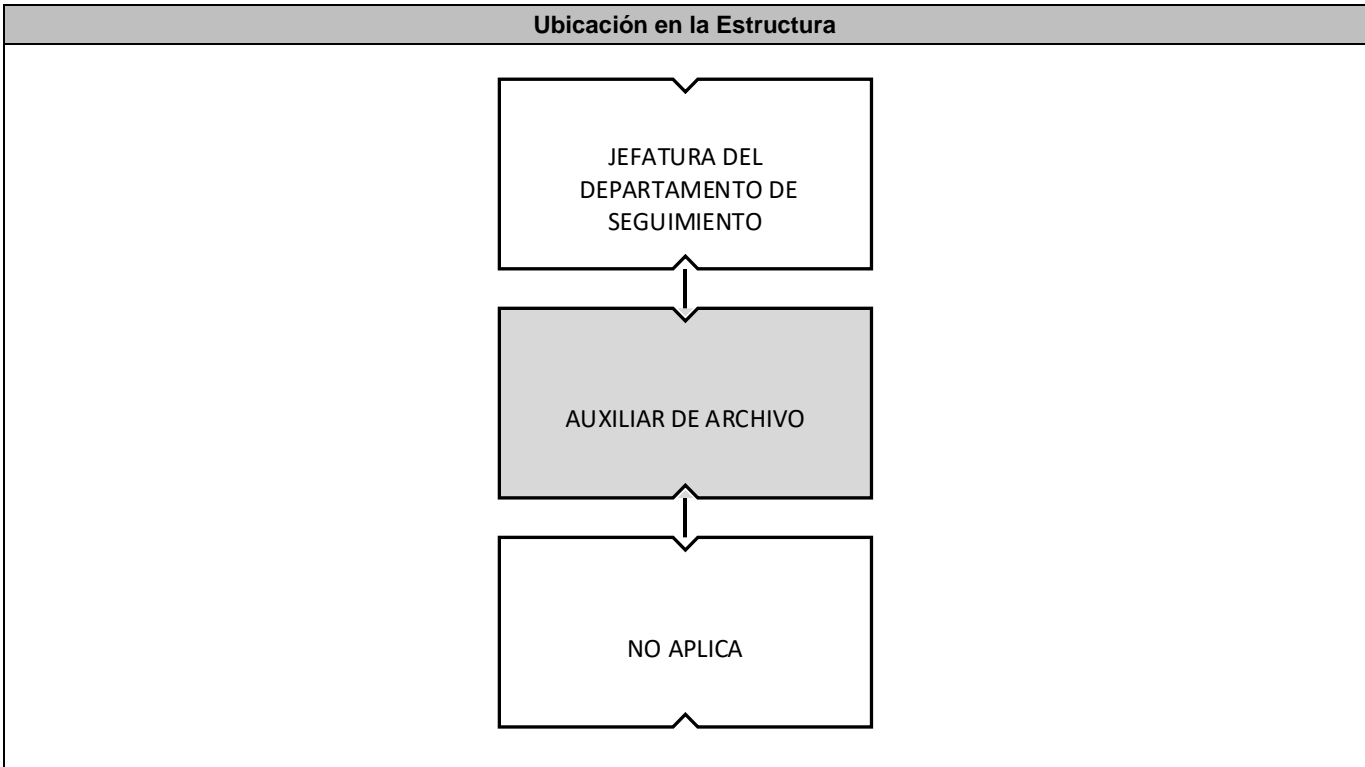 Ubicación en la Estructura
JEFATURA DEL
DEPARTAMENTO DE
SEGUIMIENTO
AUXILIAR DE ARCHIVO
NO APLICA